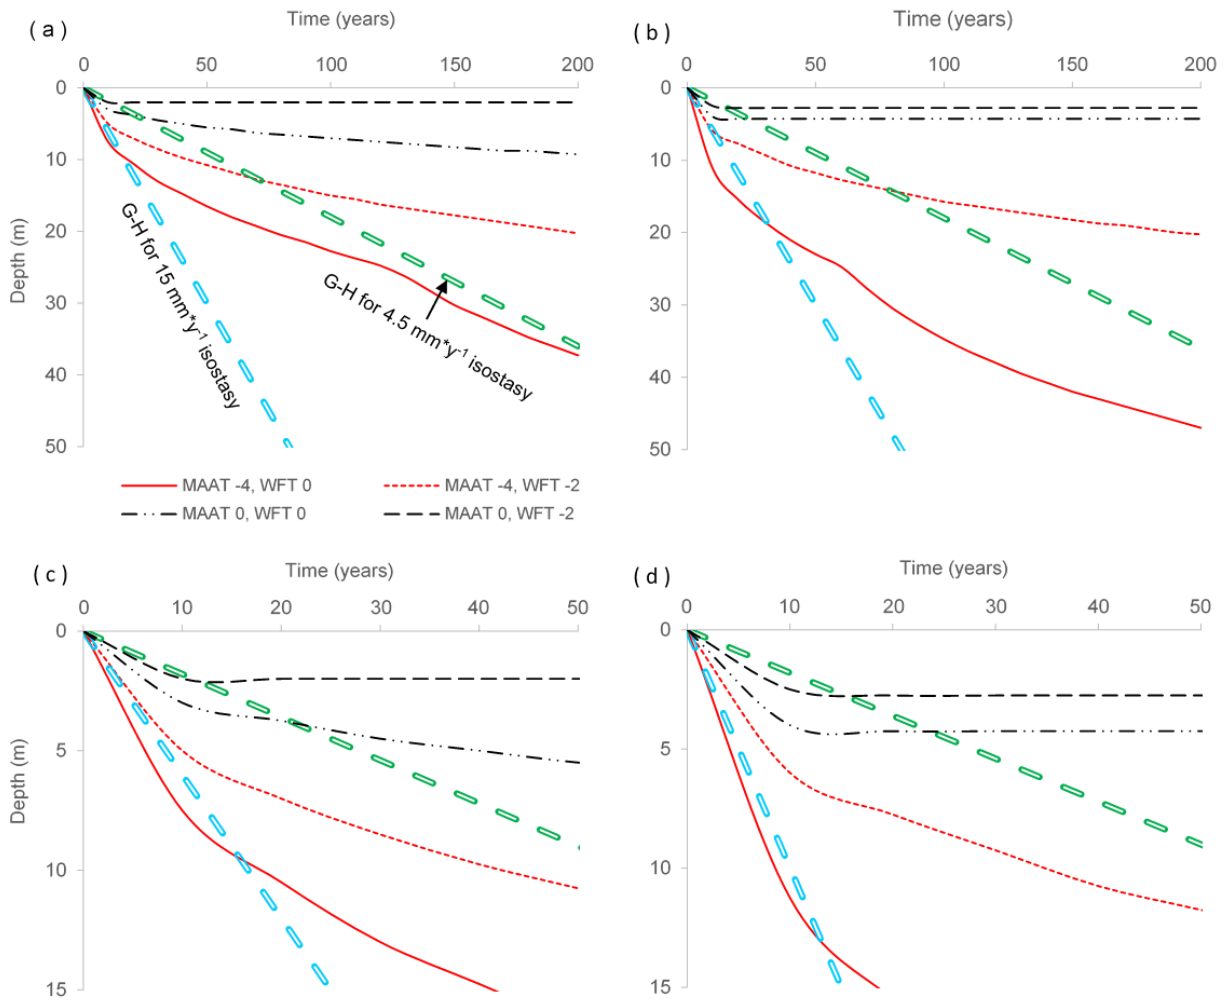 ( a )
Time (years)
0 50 100 150 200
0
10
20
30
40
50
Depth (m)
G-H for 15 mm*y-1 isostasy
G-H for 4.5 mm*y-1 isostasy
( b )
Time (years)
0 50 100 150 200
0
10
20
30
40
50
MAAT -4, WFT 0
MAAT -4, WFT -2
MAAT 0, WFT 0
MAAT 0, WFT -2
( c )
Time (years)
0 10 20 30 40 50
0
5
10
15
Depth (m)
( d )
Time (years)
0 10 20 30 40 50
0
5
10
15